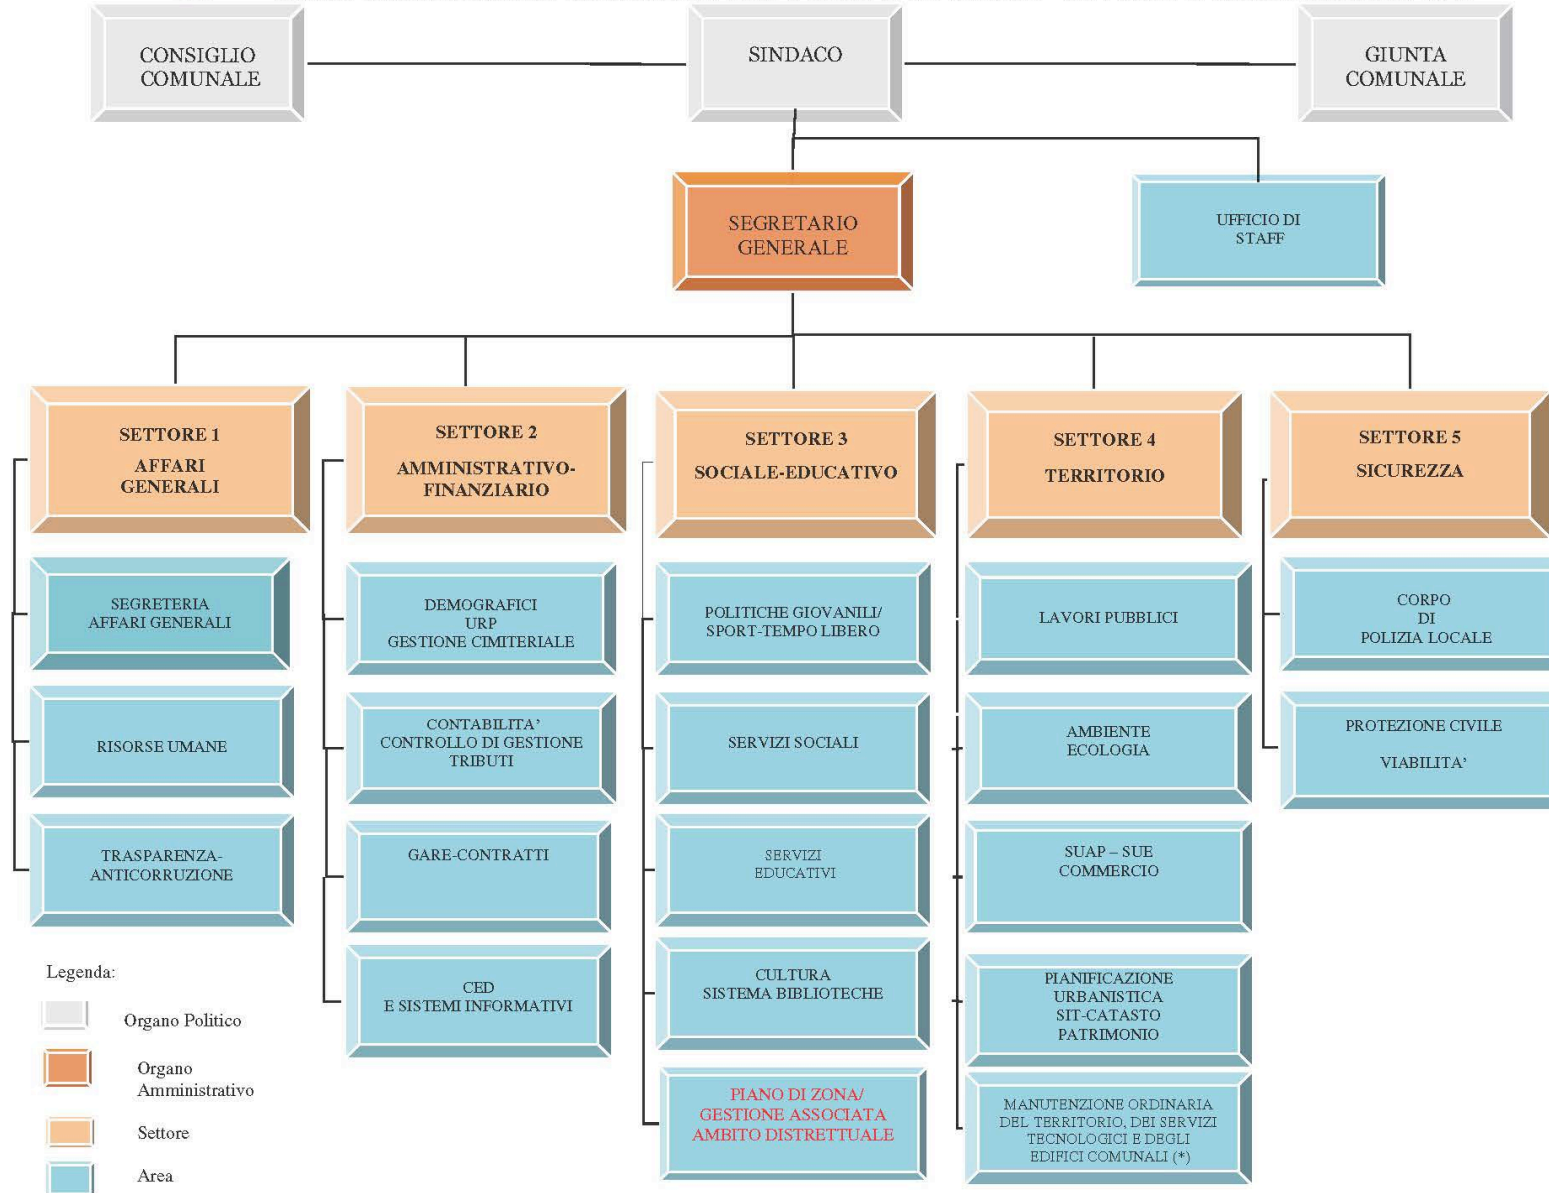 CONSIGLIO
COMUNALE
SINDACO
GIUNTA
COMUNALE
SEGRETARIO
GENERALE
UFFICIO DI
STAFF
SETTORE 1
AFFARI
GENERALI
SEGRETERIA
AFFARI GENERALI
RISORSE UMANE
TRASPARENZA-
ANTICORRUZIONE
SETTORE 2
AMMINISTRATIVO-
FINANZIARIO
DEMOGRAFICI
URP
GESTIONE CIMITERIALE
CONTABILITA’
CONTROLLO DI GESTIONE
TRIBUTI
GARE-CONTRATTI
CED
E SISTEMI INFORMATIVI
SETTORE 3
SOCIALE-EDUCATIVO
POLITICHE GIOVANILI/
SPORT-TEMPO LIBERO
SERVIZI SOCIALI
SERVIZI
EDUCATIVI
CULTURA
SISTEMA BIBLIOTECHE
PIANO DI ZONA/
GESTIONE ASSOCIATA
AMBITO DISTRETTUALE
SETTORE 4
TERRITORIO
LAVORI PUBBLICI
AMBIENTE
ECOLOGIA
SUAP – SUE
COMMERCIO
PIANIFICAZIONE
URBANISTICA
SIT-CATASTO
PATRIMONIO
MANUTENZIONE ORDINARIA
DEL TERRITORIO, DEI SERVIZI
TECNOLOGICI E DEGLI
EDIFICI COMUNALI (*)
SETTORE 5
SICUREZZA
CORPO
DI
POLIZIA LOCALE
PROTEZIONE CIVILE
VIABILITA’
Legenda:
Organo Politico
Organo
Amministrativo
Settore
Area